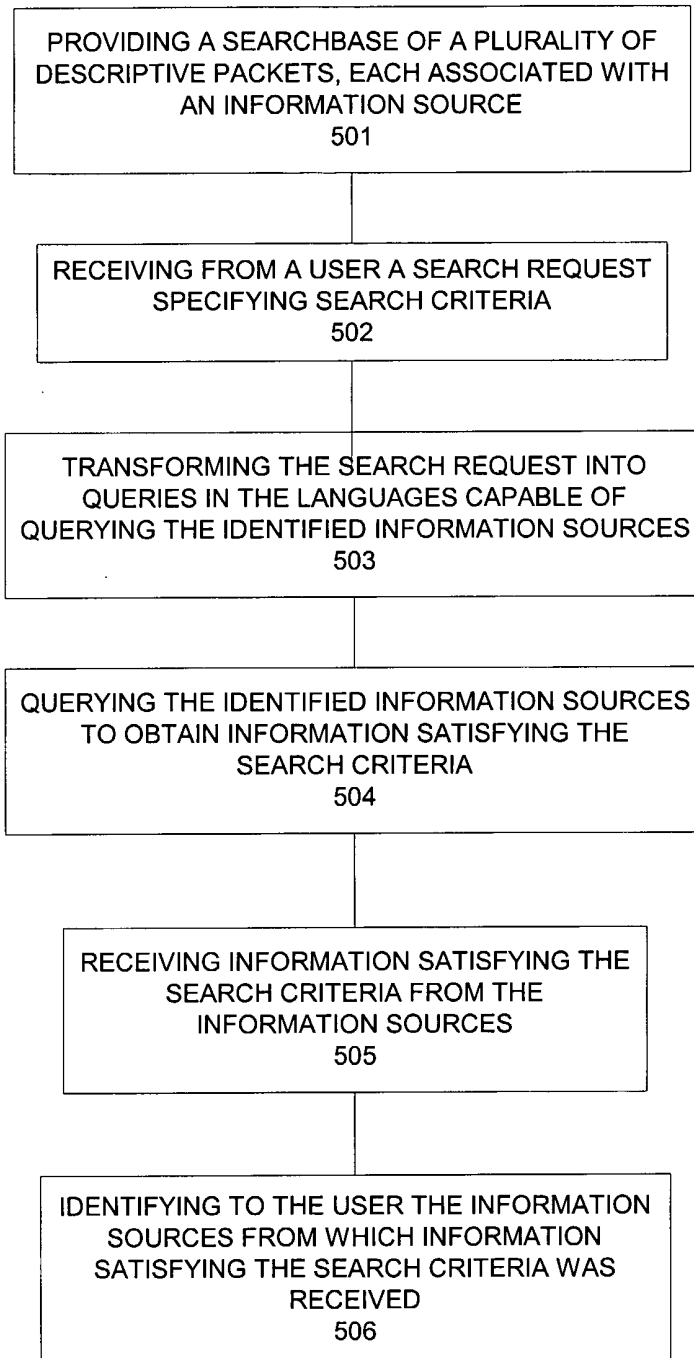 PROVIDING A SEARCHBASE OF A PLURALITY OF
DESCRIPTIVE PACKETS, EACH ASSOCIATED WITH
AN INFORMATION SOURCE
501
RECEIVING FROM A USER A SEARCH REQUEST
SPECIFYING SEARCH CRITERIA
502
TRANSFORMING THE SEARCH REQUEST INTO
QUERIES IN THE LANGUAGES CAPABLE OF
QUERYING THE IDENTIFIED INFORMATION SOURCES
503
QUERYING THE IDENTIFIED INFORMATION SOURCES
TO OBTAIN INFORMATION SATISFYING THE
SEARCH CRITERIA
504
RECEIVING INFORMATION SATISFYING THE
SEARCH CRITERIA FROM THE
INFORMATION SOURCES
505
IDENTIFYING TO THE USER THE INFORMATION
SOURCES FROM WHICH INFORMATION
SATISFYING THE SEARCH CRITERIA WAS
RECEIVED
506